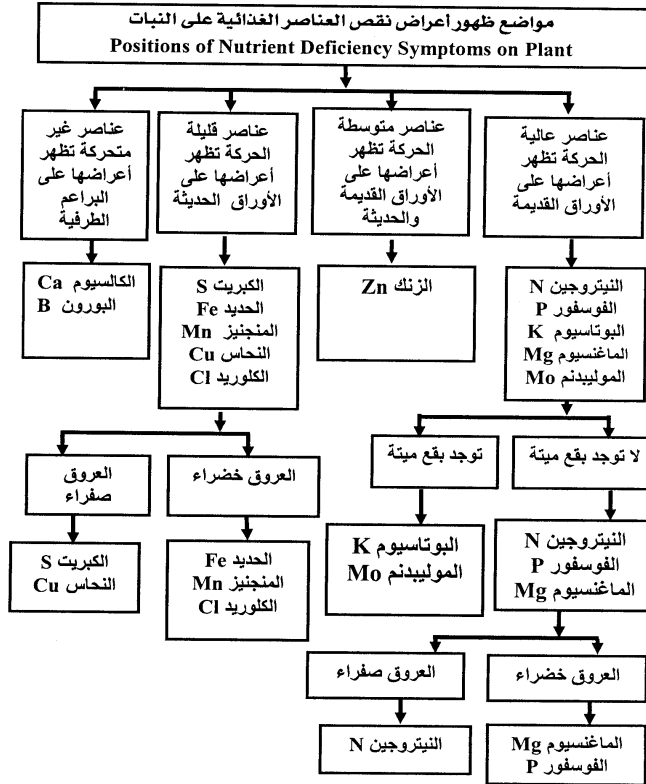 مواضع ظهور أعراض نقص العناصر الغذائية على النبات
Positions of Nutrient Deficiency Symptoms on Plant
عناصر عالية
الحركة تظهر
أعراضها على
الأوراق القديمة
عناصر متوسطة
الحركة تظهر
أعراضها على
الأوراق القديمة
والحديثة
عناصر قليلة
الحركة تظهر
أعراضها على
الأوراق الحديثة
عناصر غير
متحركة تظهر
أعراضها على
البراعم
الطرفية
النيتروجين N
الفوسفور P
البوتاسيوم K
الماغنسيوم Mg
الموليبدنم Mo
الزنك Zn
الكبريت S
الحديد Fe
المنجنيز Mn
النحاس Cu
الكلوريد Cl
الكالسيوم Ca
البورون B
لا توجد بقع ميتة
توجد بقع ميتة
العروق خضراء
العروق
صفراء
النيتروجين N
الفوسفور P
الماغنسيوم Mg
البوتاسيوم K
الموليبدنم Mo
الحديد Fe
المنجنيز Mn
الكلوريد Cl
الكبريت S
النحاس Cu
العروق خضراء
العروق صفراء
الماغنسيوم Mg
الفوسفور P
النيتروجين N